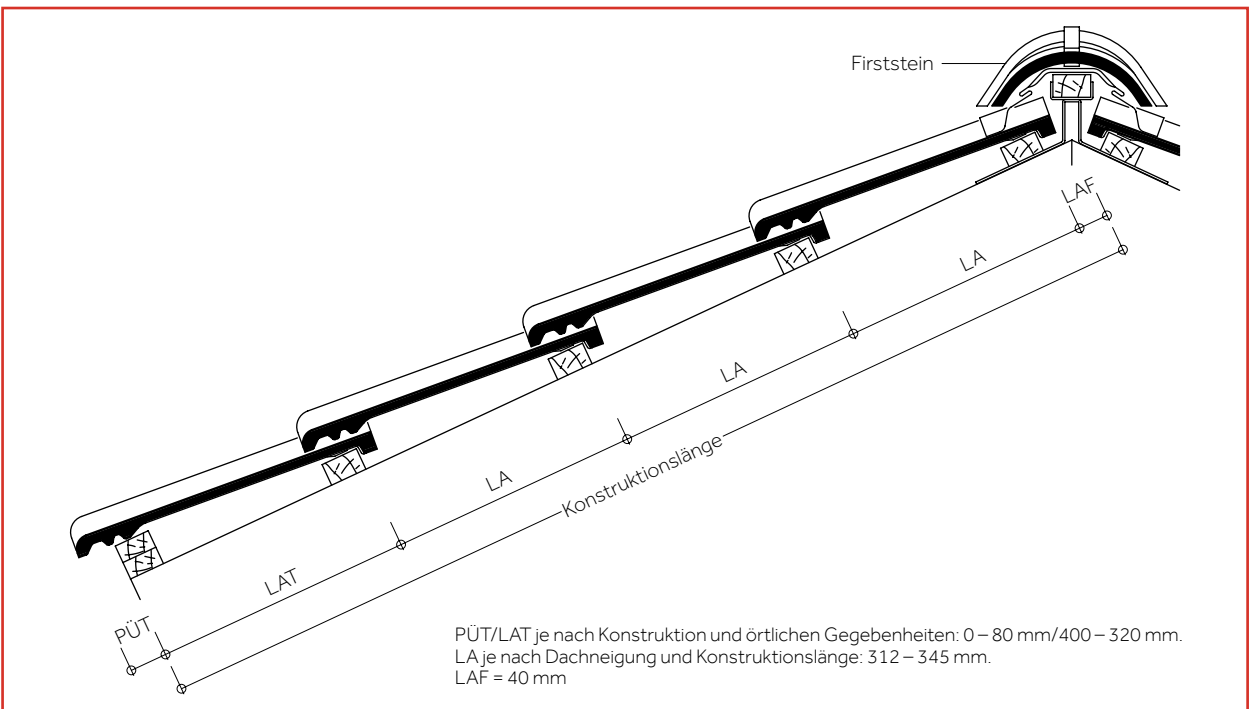 Firststein
LAF
LA
LA
LA
Konstruktionslänge
LAT
PÜT
PÜT/LAT je nach Konstruktion und örtlichen Gegebenheiten: 0 – 80 mm/400 – 320 mm.
LA je nach Dachneigung und Konstruktionslänge: 312 – 345 mm.
LAF = 40 mm